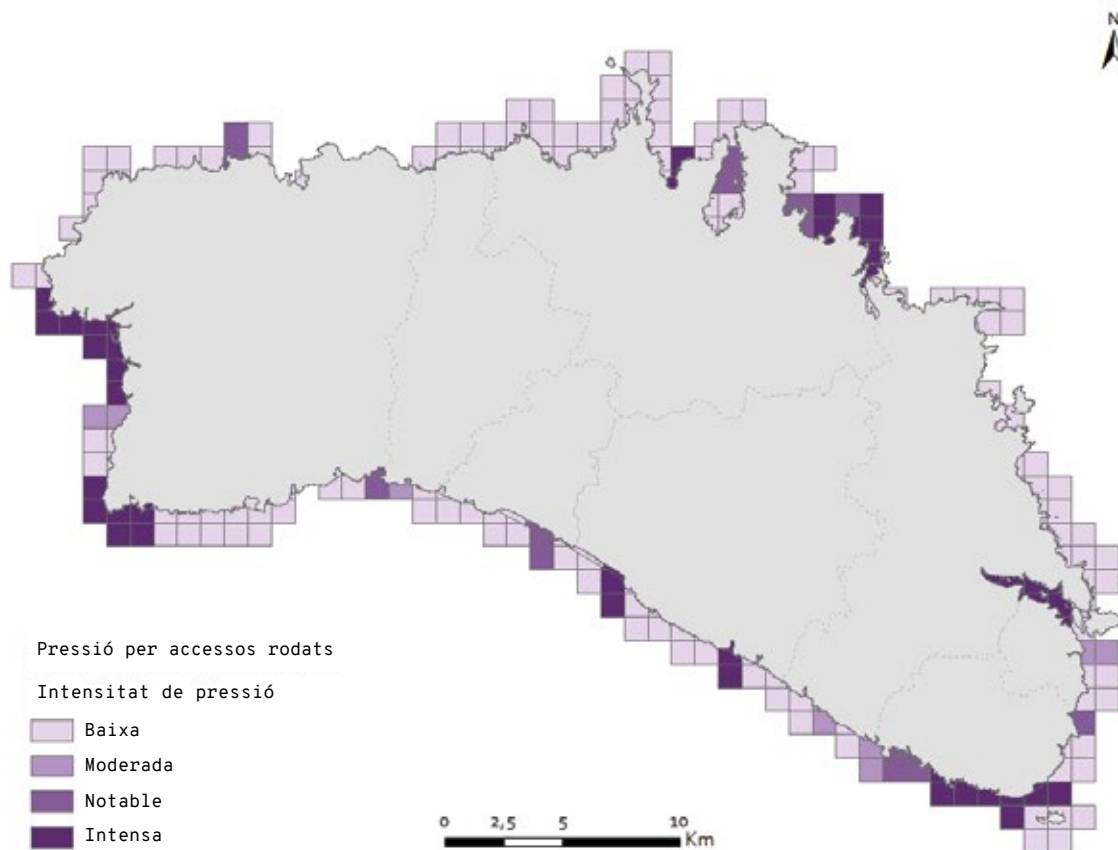 N
Pressió per accessos rodats
Intensitat de pressió
Baixa
Moderada
Notable
Intensa
0 2,5 5 10
Km